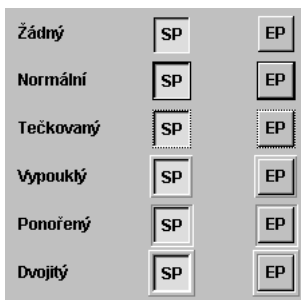 Žádný SP EP
Normální SP EP
Tečkovaný SP EP
Vypouklý SP EP
Ponořený SP EP
Dvojitý SP EP